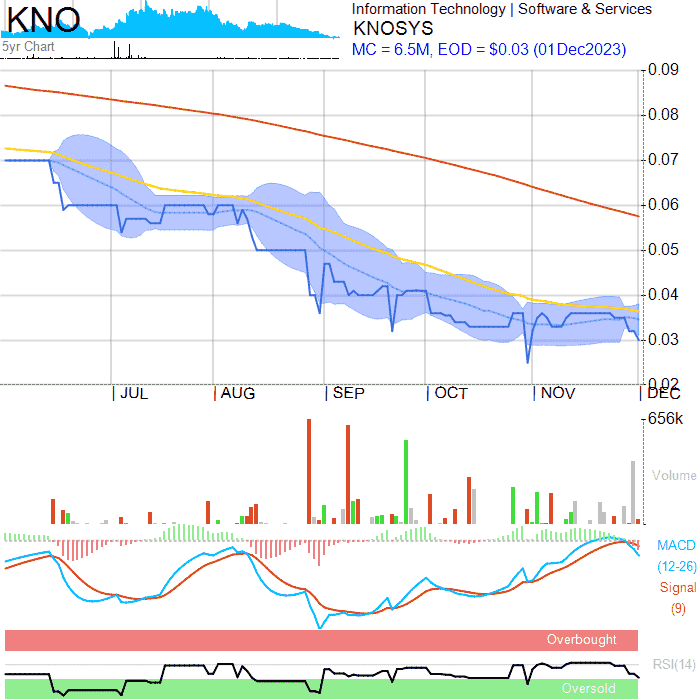 KNO
5yr Chart
Information Technology | Software & Services
KNOSYS
MC = 6.5M, EOD = $0.03 (01Dec2023)
0.09
0.08
0.07
0.06
0.05
0.04
0.03
0.02
JUL
AUG
SEP
OCT
NOV
DEC
656k
Volume
MACD
(12-26)
Signal
(9)
Overbought
RSI(14)
Oversold